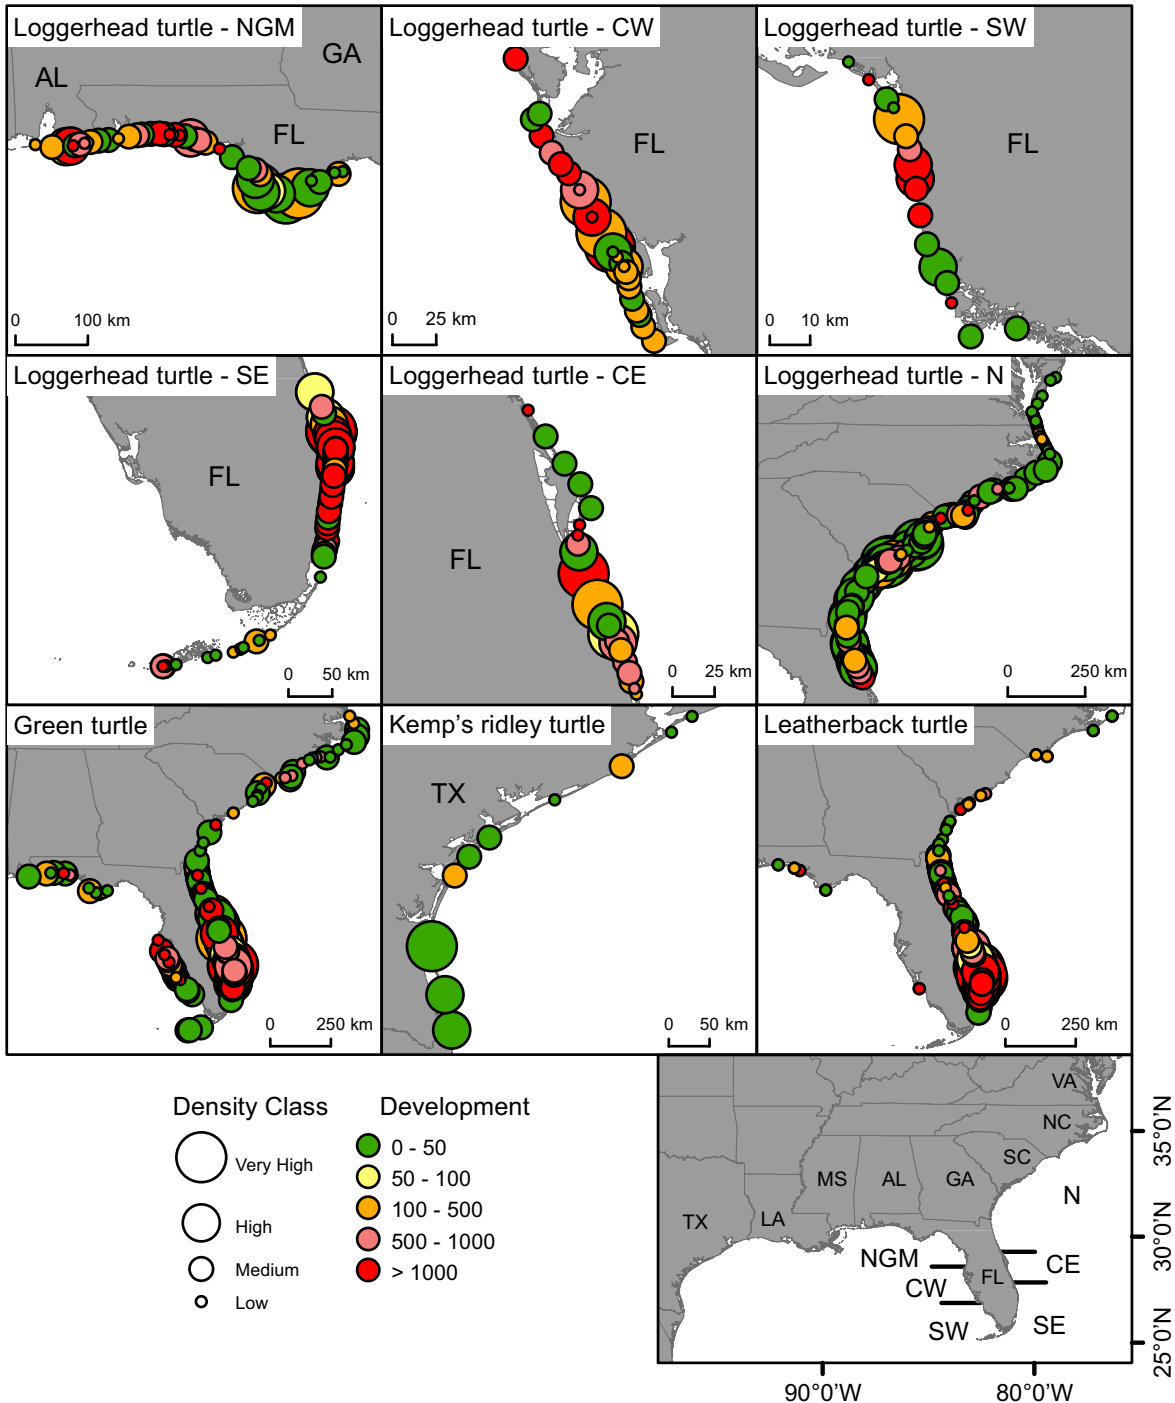 Loggerhead turtle - NGM
AL
GA
FL
0 100 km
Loggerhead turtle - CW
FL
0 25 km
Loggerhead turtle - SW
FL
0 10 km
Loggerhead turtle - SE
FL
0 50 km
Loggerhead turtle - CE
FL
0 25 km
Loggerhead turtle - N
0 250 km
Green turtle
0 250 km
Kemp's ridley turtle
TX
0 50 km
Leatherback turtle
0 250 km
Density Class
Very High
High
Medium
Low
Development
0 - 50
50 - 100
100 - 500
500 - 1000
> 1000
VA
NC
SC
MS AL GA
N
TX LA
NGM FL CE
CW
SW SE
35°0'N
30°0'N
25°0'N
90°0'W 80°0'W